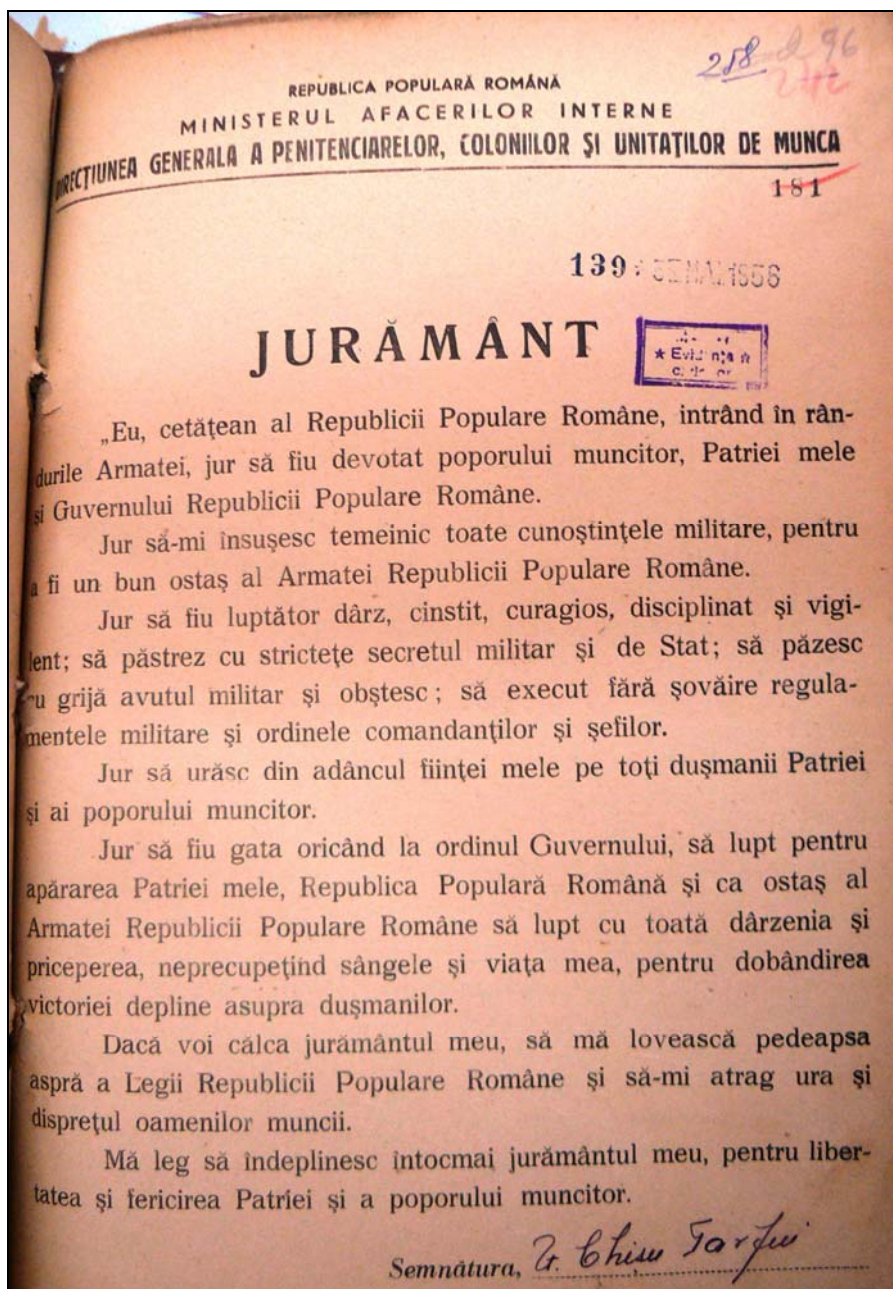 258
96
REPUBLICA POPULARĂ ROMÂNĂ
MINISTERUL AFACERILOR INTERNE
DIRECŢIUNEA GENERALA A PENITENCIARELOR, COLONIILOR ŞI UNITAŢILOR DE MUNCA
181
139 MAI 1956
JURĂMÂNT
★ Evidenţa ★
„Eu, cetăţean al Republicii Populare Române, intrând în rân-
durile Armatei, jur să fiu devotat poporului muncitor, Patriei mele
şi Guvernului Republicii Populare Române.
Jur să-mi însuşesc temeinic toate cunoştinţele militare, pentru
a fi un bun ostaş al Armatei Republicii Populare Române.
Jur să fiu luptător dârz, cinstit, curagios, disciplinat şi vigi-
lent; să păstrez cu stricteţe secretul militar şi de Stat; să păzesc
cu grijă avutul militar şi obştesc; să execut fără şovăire regula-
mentele militare şi ordinele comandanţilor şi şefilor.
Jur să urăsc din adâncul fiinţei mele pe toţi duşmanii Patriei
şi ai poporului muncitor.
Jur să fiu gata oricând la ordinul Guvernului, să lupt pentru
apărarea Patriei mele, Republica Populară Română şi ca ostaş al
Armatei Republicii Populare Române să lupt cu toată dârzenia şi
priceperea, neprecupeţind sângele şi viaţa mea, pentru dobândirea
victoriei depline asupra duşmanilor.
Dacă voi călca jurământul meu, să mă lovească pedeapsa
aspră a Legii Republicii Populare Române şi să-mi atrag ura şi
dispreţul oamenilor muncii.
Mă leg să îndeplinesc întocmai jurământul meu, pentru liber-
tatea şi fericirea Patriei şi a poporului muncitor.
Semnătura,